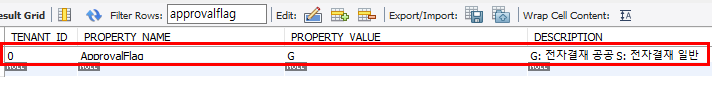 esult Grid Filter Rows: approvalflag Edit: Export/Import: Wrap Cell Content: IA
TENANT_ID PROPERTY_NAME PROPERTY_VALUE DESCRIPTION
0 ApprovalFlag G G: 전자결재 공공 S: 전자결재 일반
NULL NULL NULL NULL